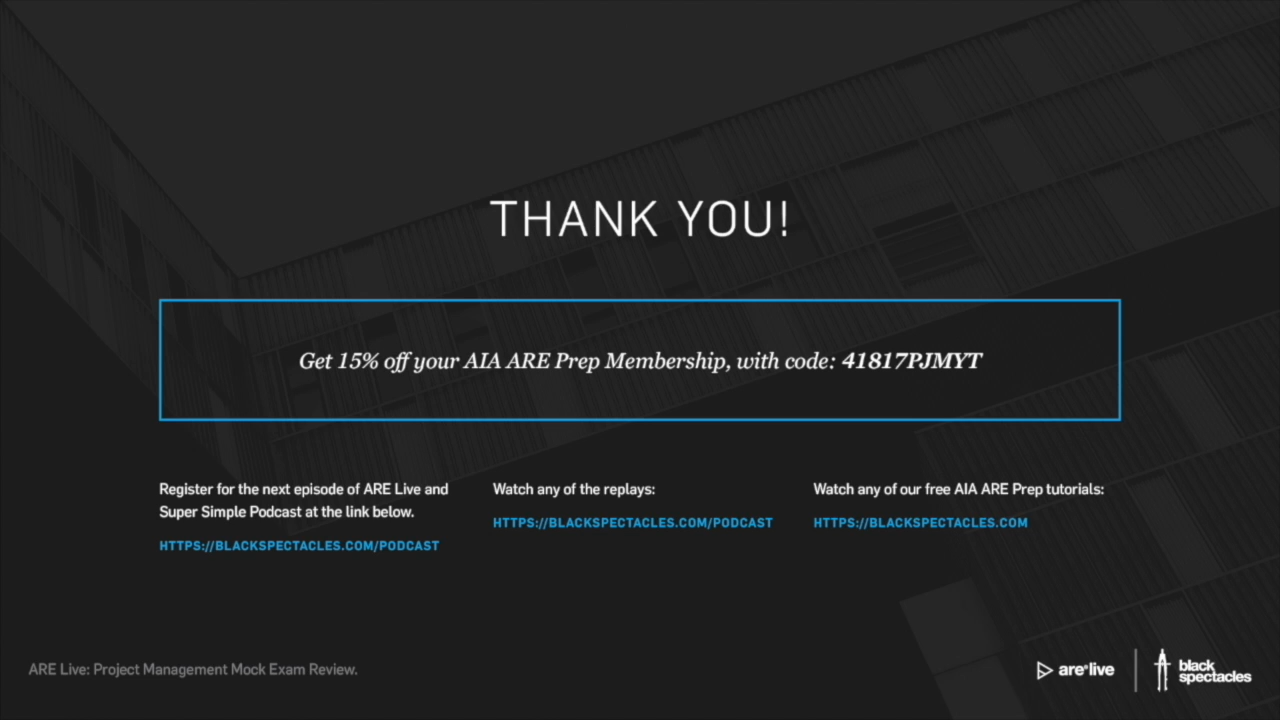 THANK YOU!
Get 15% off your AIA ARE Prep Membership, with code: 41817PJMYT
Register for the next episode of ARE Live and
Super Simple Podcast at the link below.
HTTPS://BLACKSPECTACLES.COM/PODCAST
Watch any of the replays:
HTTPS://BLACKSPECTACLES.COM/PODCAST
Watch any of our free AIA ARE Prep tutorials:
HTTPS://BLACKSPECTACLES.COM
ARE Live: Project Management Mock Exam Review.
are®live
black
spectacles